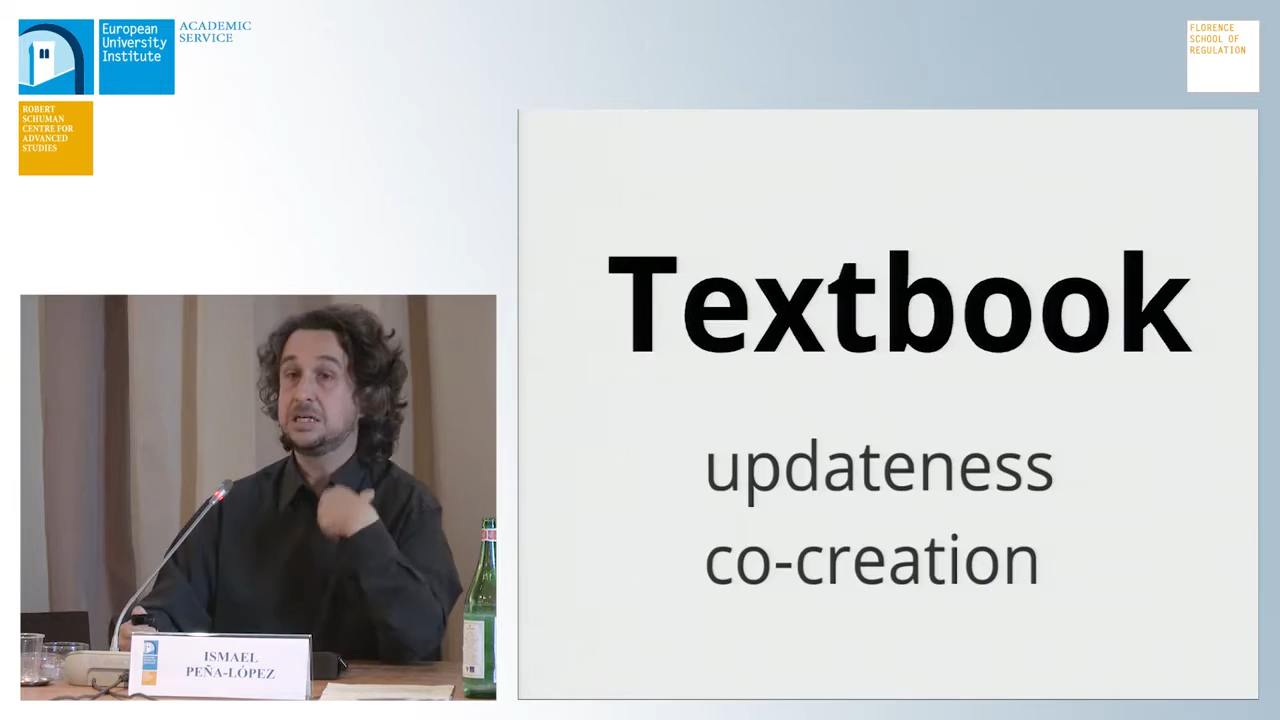 European
University
Institute
ACADEMIC
SERVICE
ROBERT
SCHUMAN
CENTRE FOR
ADVANCED
STUDIES
FLORENCE
SCHOOL OF
REGULATION
Textbook
updateness
co-creation
ISMAEL
PEÑA-LÓPEZ